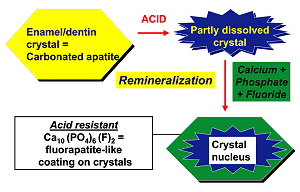 Enamel/dentin
crystal =
Carbonated apatite
ACID
Partly dissolved
crystal
Remineralization
Calcium +
Phosphate
+ Fluoride
Acid resistant
Ca10 (PO4)6 (F)2 =
fluorapatite-like
coating on crystals
Crystal
nucleus